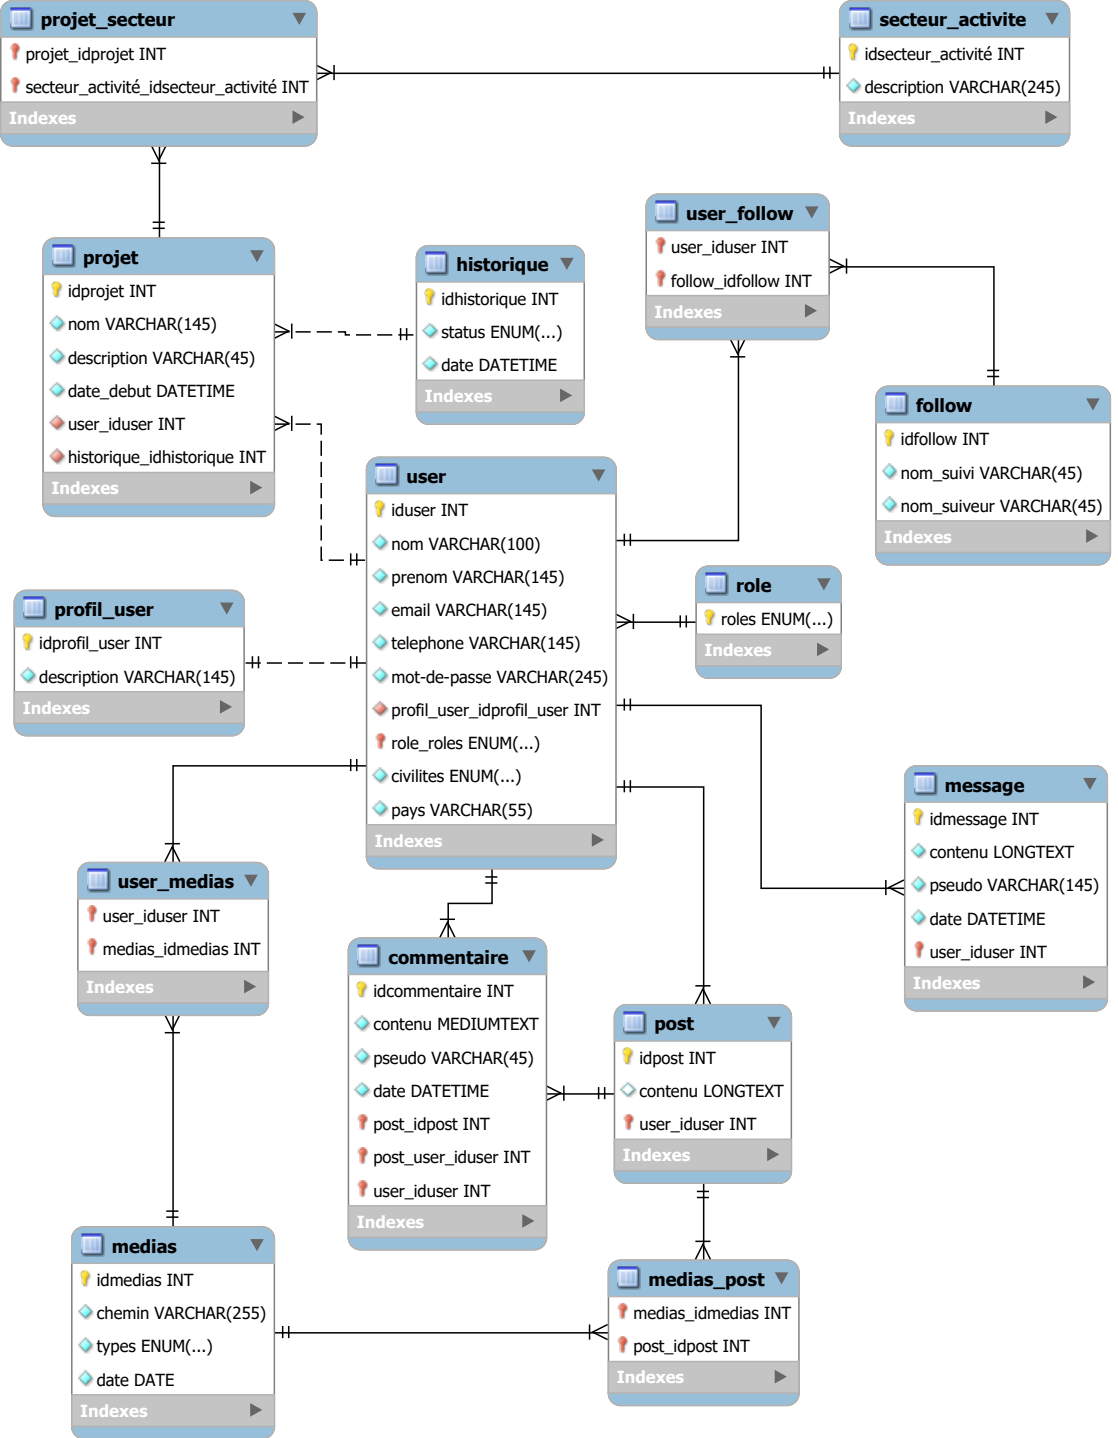 projet_secteur
projet_idprojet INT
secteur_activité_idsecteur_activité INT
Indexes
secteur_activite
idsecteur_activité INT
description VARCHAR(245)
Indexes
projet
idprojet INT
nom VARCHAR(145)
description VARCHAR(45)
date_debut DATETIME
user_iduser INT
historique_idhistorique INT
Indexes
historique
idhistorique INT
status ENUM(...)
date DATETIME
Indexes
user_follow
user_iduser INT
follow_idfollow INT
Indexes
follow
idfollow INT
nom_suivi VARCHAR(45)
nom_suiveur VARCHAR(45)
Indexes
user
iduser INT
nom VARCHAR(100)
prenom VARCHAR(145)
email VARCHAR(145)
telephone VARCHAR(145)
mot-de-passe VARCHAR(245)
profil_user_idprofil_user INT
role_roles ENUM(...)
civilites ENUM(...)
pays VARCHAR(55)
Indexes
role
roles ENUM(...)
Indexes
profil_user
idprofil_user INT
description VARCHAR(145)
Indexes
message
idmessage INT
contenu LONGTEXT
pseudo VARCHAR(145)
date DATETIME
user_iduser INT
Indexes
user_medias
user_iduser INT
medias_idmedias INT
Indexes
commentaire
idcommentaire INT
contenu MEDIUMTEXT
pseudo VARCHAR(45)
date DATETIME
post_idpost INT
post_user_iduser INT
user_iduser INT
Indexes
post
idpost INT
contenu LONGTEXT
user_iduser INT
Indexes
medias
idmedias INT
chemin VARCHAR(255)
types ENUM(...)
date DATE
Indexes
medias_post
medias_idmedias INT
post_idpost INT
Indexes